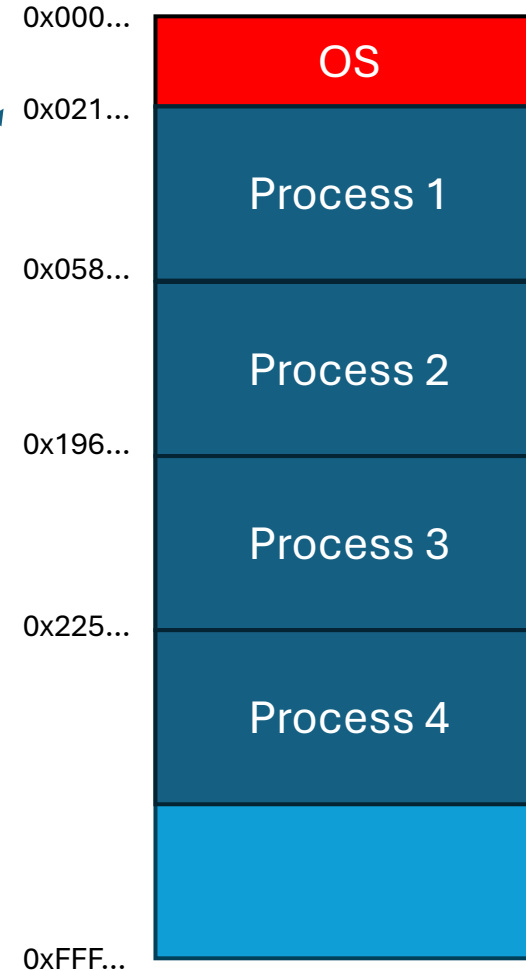 0x000...
OS
0x021...
Process 1
0x058...
Process 2
0x196...
Process 3
0x225...
Process 4
0xFFF...